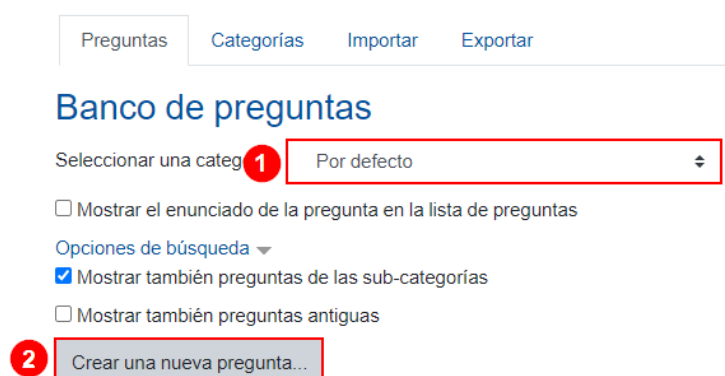 Preguntas Categorías Importar Exportar
Banco de preguntas
Seleccionar una categ 1 Por defecto
Mostrar el enunciado de la pregunta en la lista de preguntas
Opciones de búsqueda
Mostrar también preguntas de las sub-categorías
Mostrar también preguntas antiguas
2 Crear una nueva pregunta...